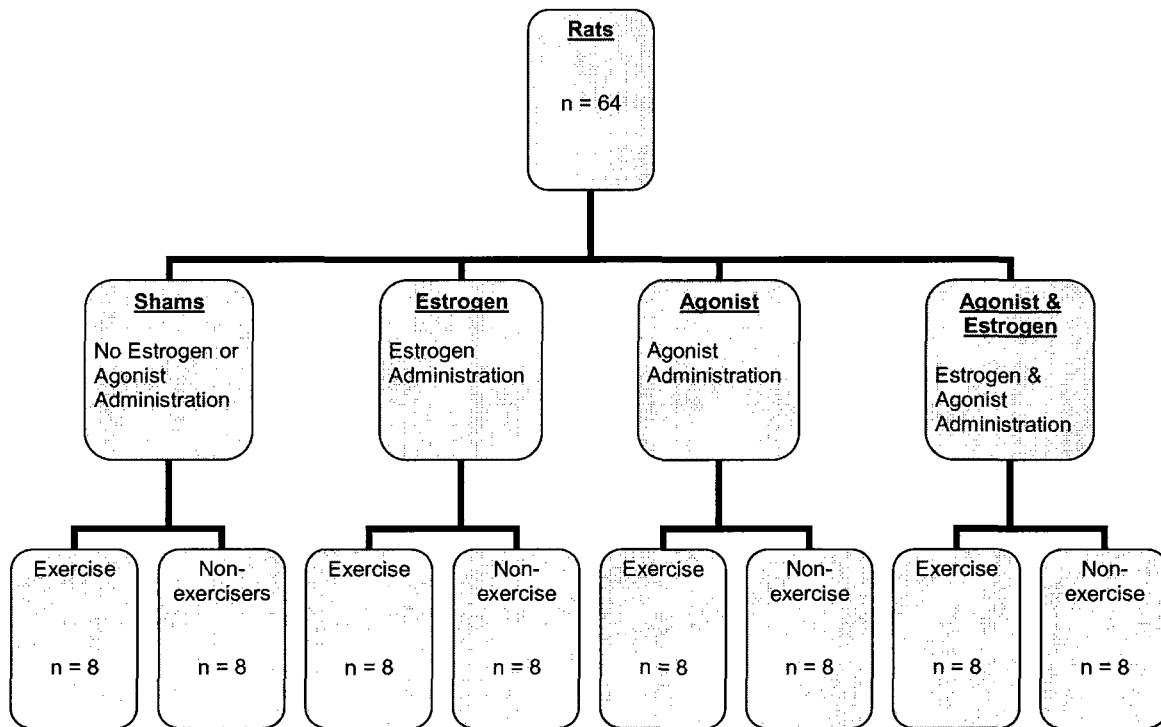 Rats
n = 64
Shams
No Estrogen or
Agonist
Administration
Estrogen
Estrogen
Administration
Agonist
Agonist
Administration
Agonist &
Estrogen
Estrogen &
Agonist
Administration
Exercise
n = 8
Non-
exercisers
n = 8
Exercise
n = 8
Non-
exercise
n = 8
Exercise
n = 8
Non-
exercise
n = 8
Exercise
n = 8
Non-
exercise
n = 8